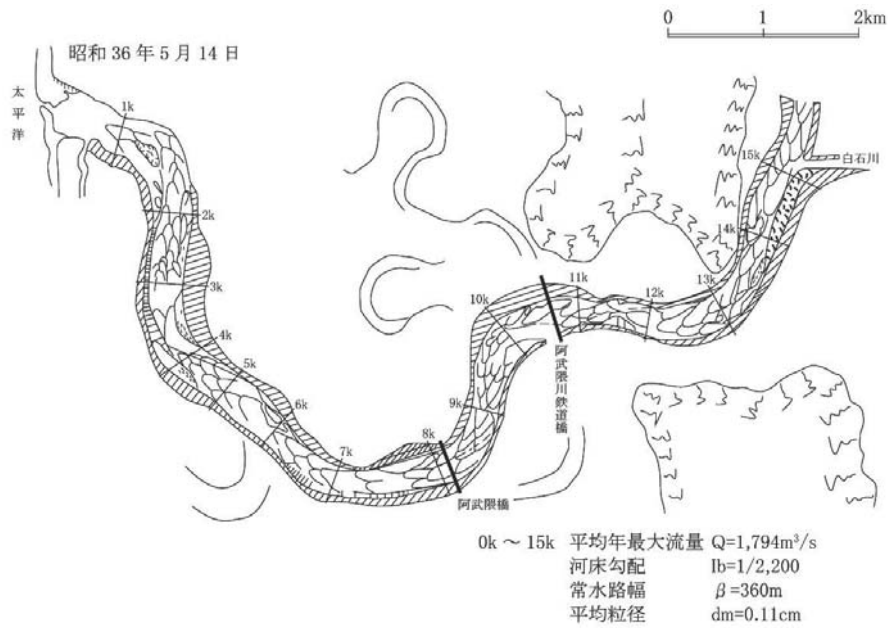 0 1 2km
昭和36年5月14日
太平洋
1k
2k
3k
4k
5k
6k
7k
8k
9k
10k
11k
12k
13k
14k
15k
白石川
阿武隈川鉄道橋
阿武隈橋
0k ～ 15k 平均年最大流量 Q=1,794m³/s
河床勾配 Ib=1/2,200
常水路幅 β=360m
平均粒径 dm=0.11cm